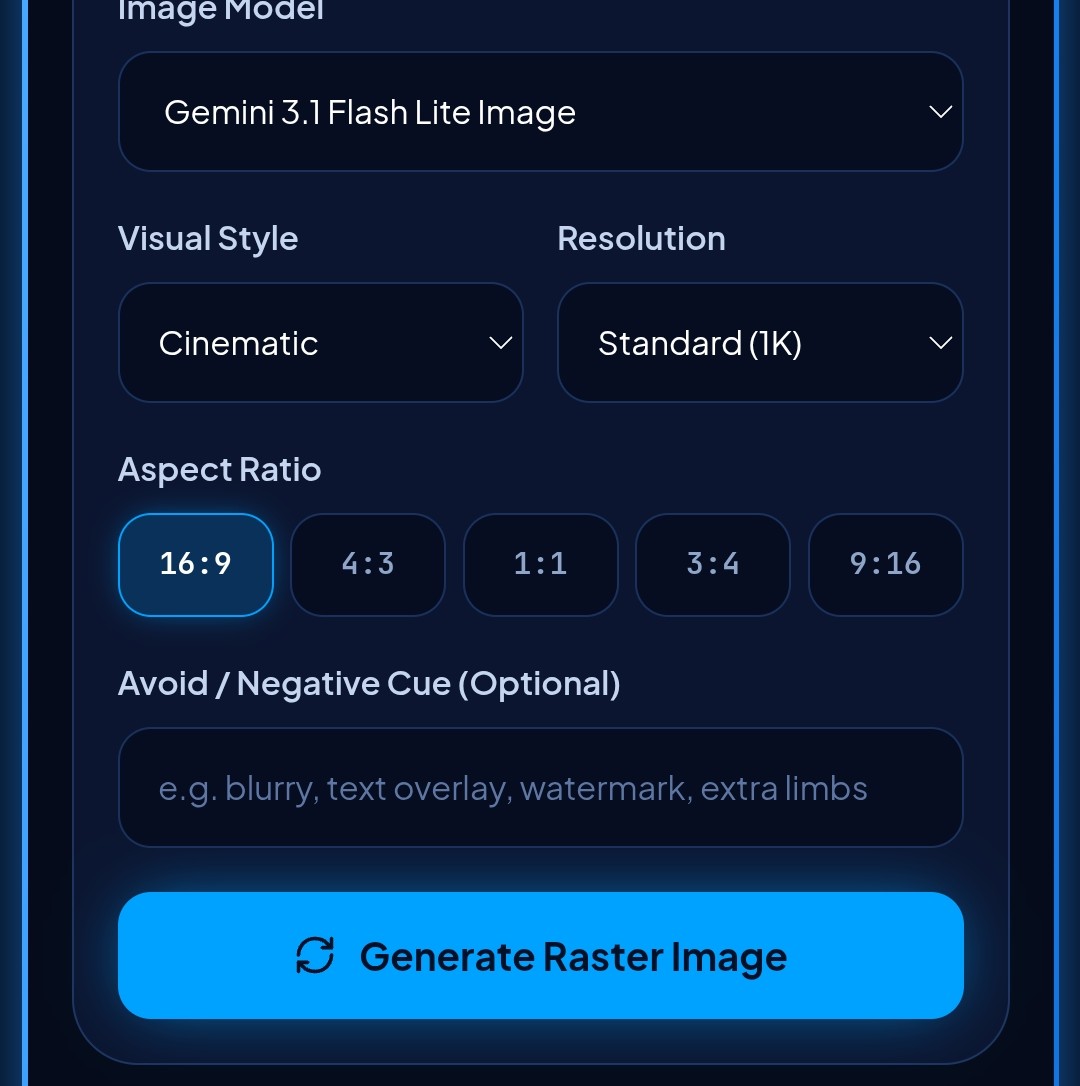 Image Model
Gemini 3.1 Flash Lite Image
Visual Style
Resolution
Cinematic
Standard (1K)
Aspect Ratio
16:9
4:3
1:1
3:4
9:16
Avoid / Negative Cue (Optional)
e.g. blurry, text overlay, watermark, extra limbs
Generate Raster Image